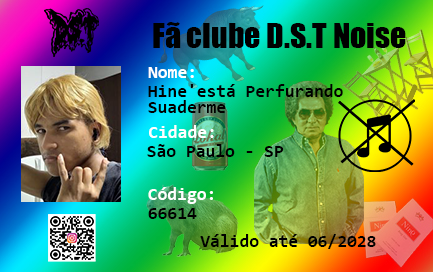 Fã clube D.S.T Noise
Nome:
Hine está Perfurando
Suaderme
Cidade:
São Paulo - SP
Código:
66614
Válido até 06/2028